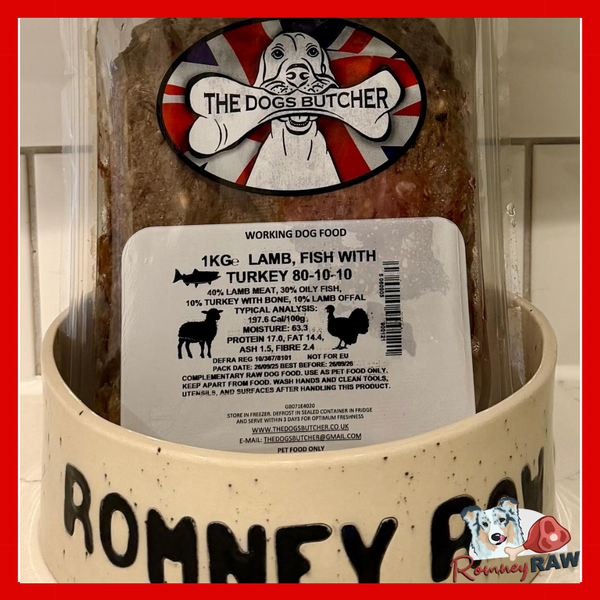 THE DOGS BUTCHER
WORKING DOG FOOD
1KG℮ LAMB, FISH WITH
TURKEY 80-10-10
40% LAMB MEAT, 30% OILY FISH,
10% TURKEY WITH BONE, 10% LAMB OFFAL
TYPICAL ANALYSIS:
197.6 Cal/100g
MOISTURE: 63.3
PROTEIN 17.0, FAT 14.4,
ASH 1.5, FIBRE 2.4
DEFRA REG 10/367/8101 NOT FOR EU
PACK DATE: 26/09/25 BEST BEFORE: 26/09/26
COMPLEMENTARY RAW DOG FOOD. USE AS PET FOOD ONLY.
KEEP APART FROM FOOD. WASH HANDS AND CLEAN TOOLS,
UTENSILS, AND SURFACES AFTER HANDLING THIS PRODUCT.
GB071E4020
STORE IN FREEZER. DEFROST IN SEALED CONTAINER IN FRIDGE
AND SERVE WITHIN 3 DAYS FOR OPTIMUM FRESHNESS
WWW.THEDOGSBUTCHER.CO.UK
E-MAIL: THEDOGSBUTCHER@GMAIL.COM
PET FOOD ONLY
ROMNEY RAW
Romney RAW